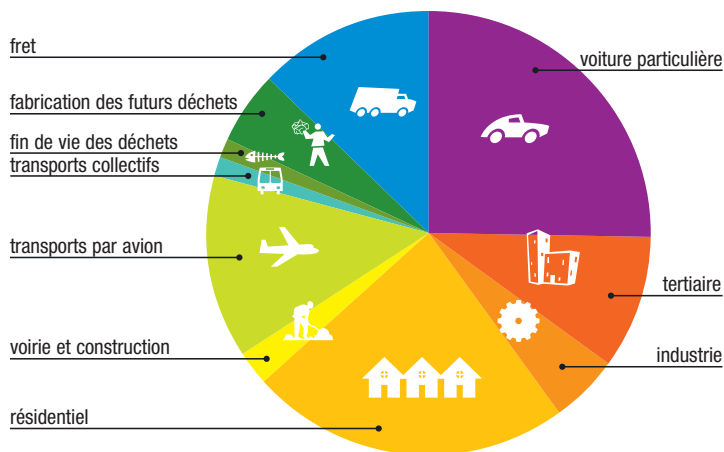 fret
voiture particulière
fabrication des futurs déchets
fin de vie des déchets
transports collectifs
transports par avion
tertiaire
voirie et construction
industrie
résidentiel